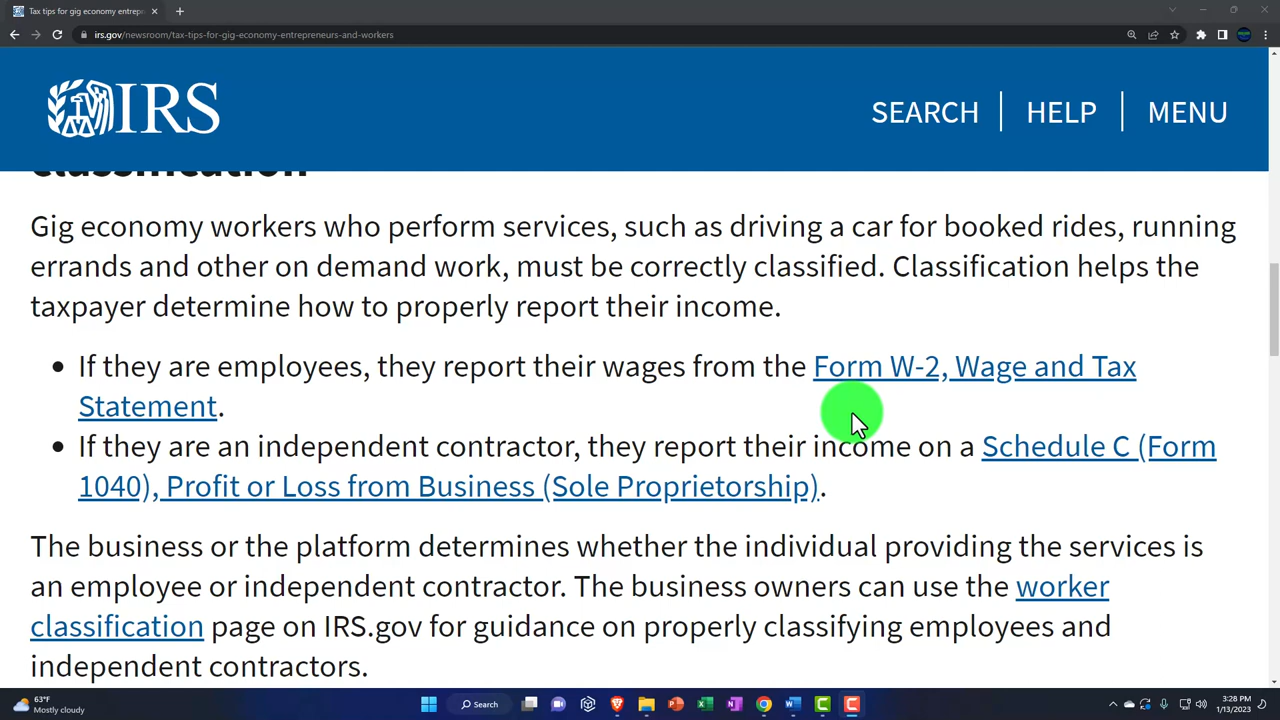 Tax tips for gig economy entrep
irs.gov/newsroom/tax-tips-for-gig-economy-entrepreneurs-and-workers
IRS
SEARCH HELP MENU
classification
Gig economy workers who perform services, such as driving a car for booked rides, running
errands and other on demand work, must be correctly classified. Classification helps the
taxpayer determine how to properly report their income.
• If they are employees, they report their wages from the Form W-2, Wage and Tax
Statement.
• If they are an independent contractor, they report their income on a Schedule C (Form
1040), Profit or Loss from Business (Sole Proprietorship).
The business or the platform determines whether the individual providing the services is
an employee or independent contractor. The business owners can use the worker
classification page on IRS.gov for guidance on properly classifying employees and
independent contractors.
63°F
Mostly cloudy
Search
3:28 PM
1/13/2023